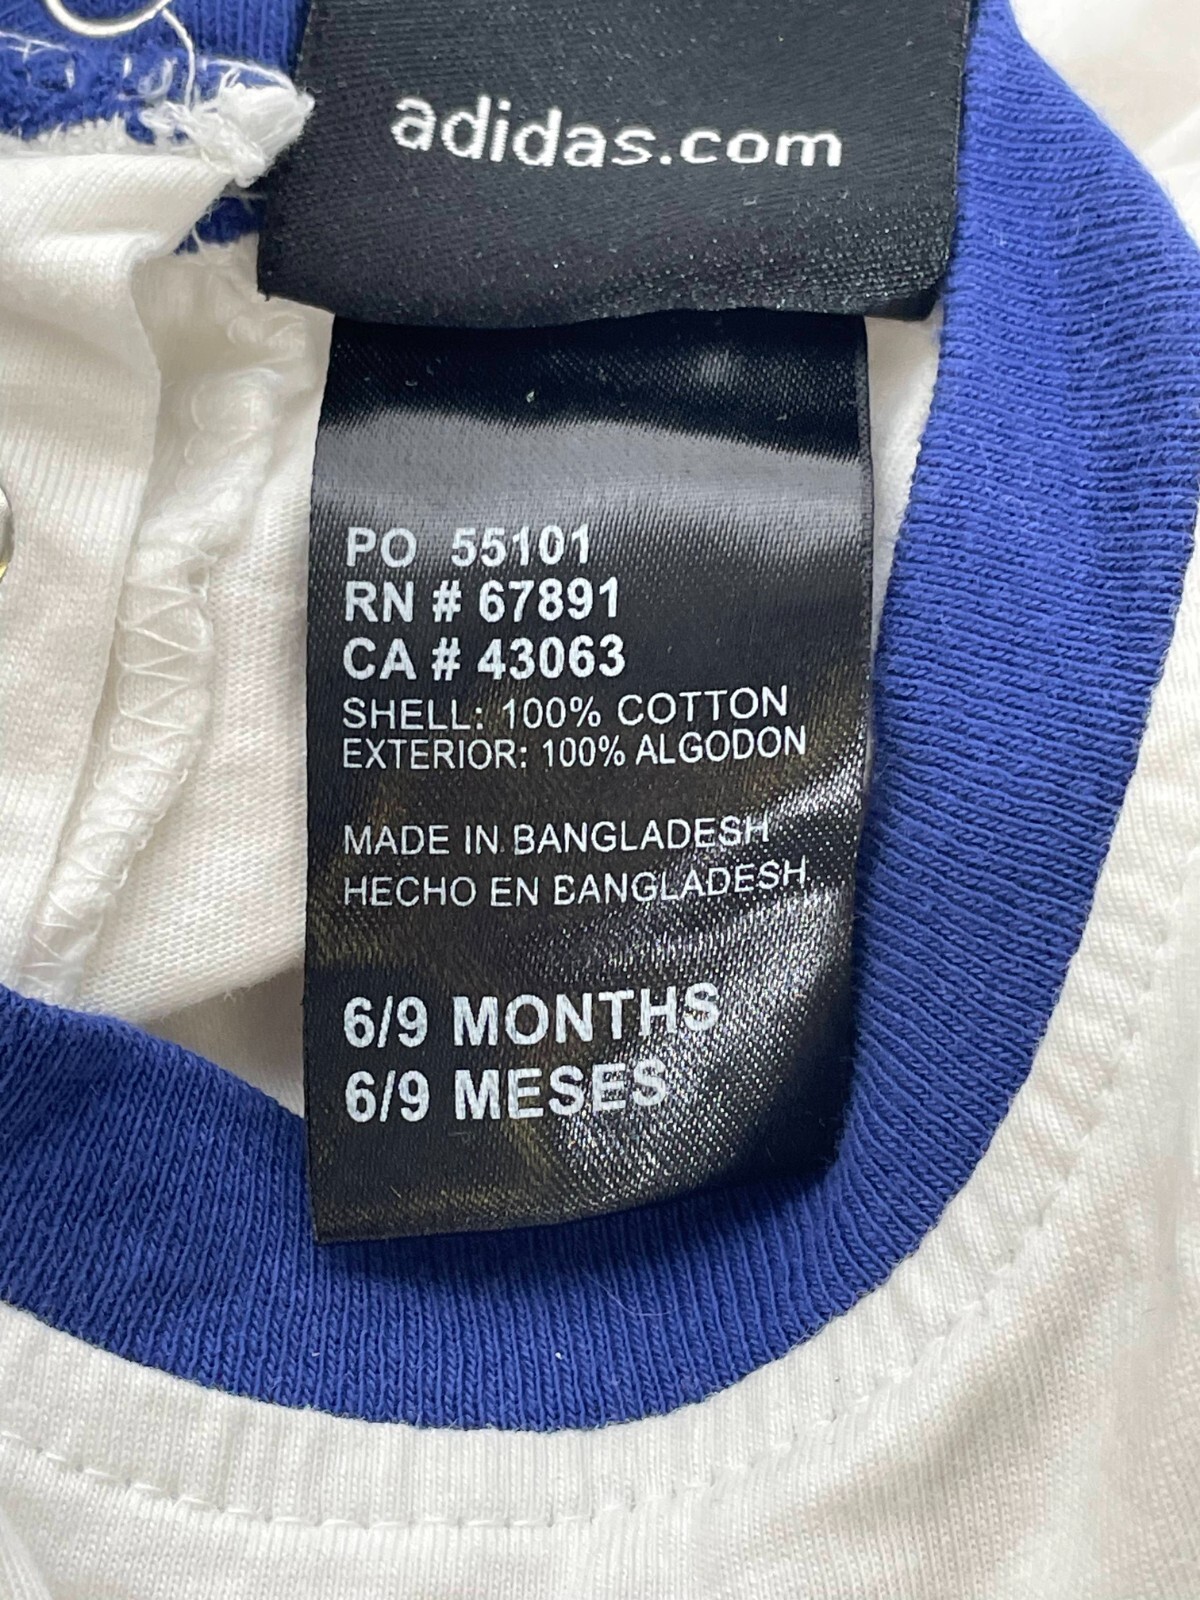 adidas.com
PO 55101
RN # 67891
CA # 43063
SHELL: 100% COTTON
EXTERIOR: 100% ALGODON
MADE IN BANGLADESH
HECHO EN BANGLADESH
6/9 MONTHS
6/9 MESES